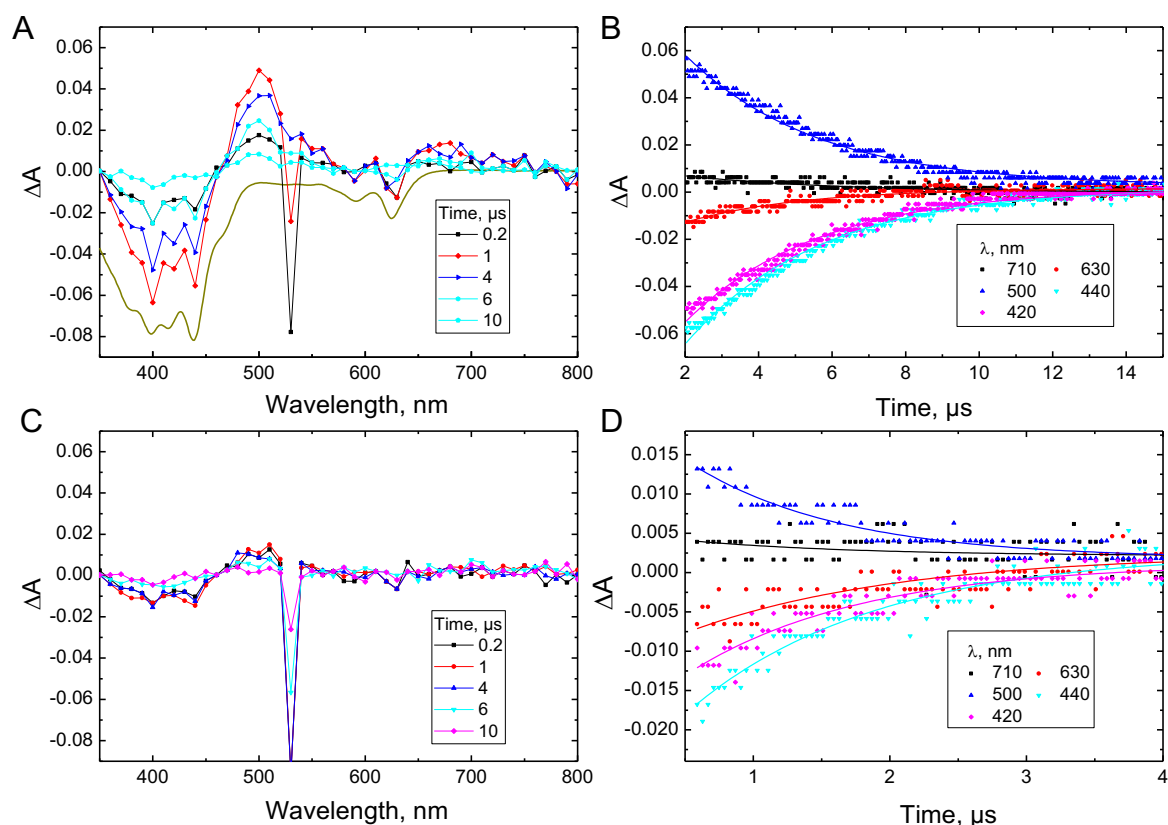 A
0.06
0.04
0.02
0.00
-0.02
-0.04
-0.06
-0.08
ΔA
400 500 600 700 800
Wavelength, nm
Time, µs
0.2
1
4
6
10
B
0.06
0.04
0.02
0.00
-0.02
-0.04
-0.06
ΔA
2 4 6 8 10 12 14
Time, µs
λ, nm
710 630
500 440
420
C
0.06
0.04
0.02
0.00
-0.02
-0.04
-0.06
-0.08
ΔA
400 500 600 700 800
Wavelength, nm
Time, µs
0.2
1
4
6
10
D
0.015
0.010
0.005
0.000
-0.005
-0.010
-0.015
-0.020
ΔA
1 2 3 4
Time, µs
λ, nm
710 630
500 440
420